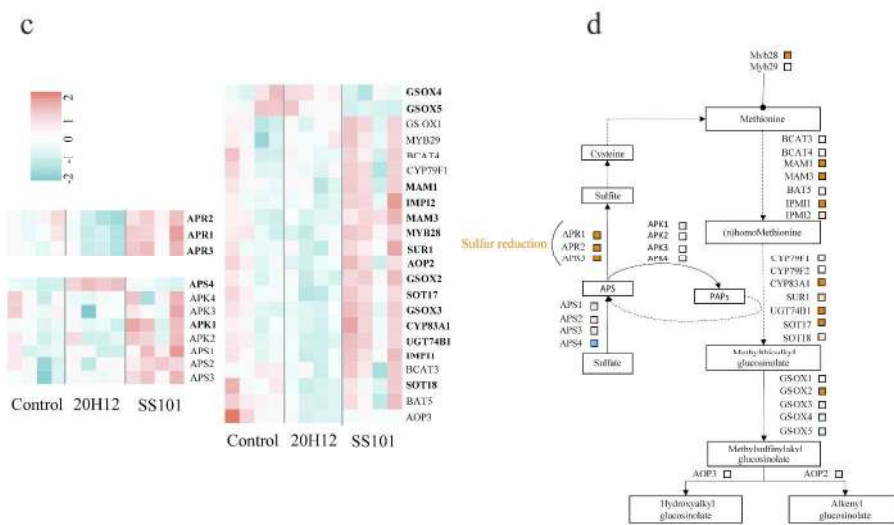 c
2
1
0
-1
-2
APR2
APR1
APR3
APS4
APK4
APK3
APK1
APK2
APS1
APS2
APS3
Control 20H12 SS101
GSOX4
GSOX5
GSOX1
MYB29
BCAT4
CYP79F1
MAM1
IMPI2
MAM3
MYB28
SUR1
AOP2
GSOX2
SOT17
GSOX3
CYP83A1
UGT74B1
IMPI1
BCAT3
SOT18
BAT5
AOP3
Control 20H12 SS101
d
Myb28
Myb29
Methionine
BCAT3
BCAT4
MAM1
MAM3
BAT5
IPMI1
IPMI2
(n)homoMethionine
Cysteine
Sulfite
Sulfur reduction
APR1
APR2
APR3
APK1
APK2
APK3
APK4
APS
PAPs
APS1
APS2
APS3
APS4
Sulfate
CYP79F1
CYP79F2
CYP83A1
SUR1
UGT74B1
SOT17
SOT18
Methylthioalkyl
glucosinolate
GSOX1
GSOX2
GSOX3
GSOX4
GSOX5
Methylsulfinylakyl
glucosinolate
AOP3 AOP2
Hydroxyalkyl
glucosinolate
Alkenyl
glucosinolate